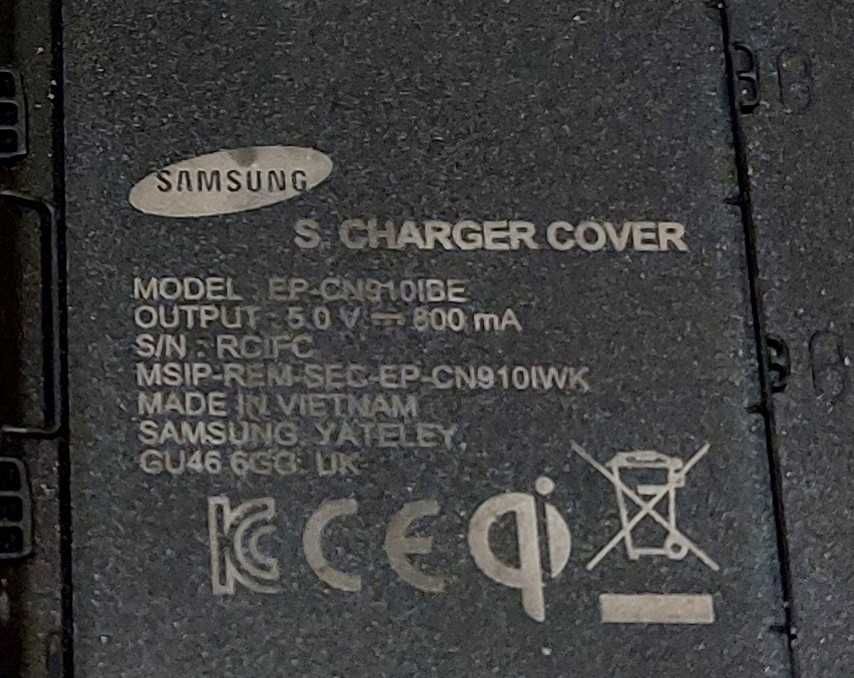 SAMSUNG
S CHARGER COVER
MODEL : EP-CN910IBE
OUTPUT : 5.0 V ⎓ 800 mA
S/N : RCIFC
MSIP-REM-SEC-EP-CN910IWK
MADE IN VIETNAM
SAMSUNG YATELEY,
GU46 6GG UK
KC CE qi